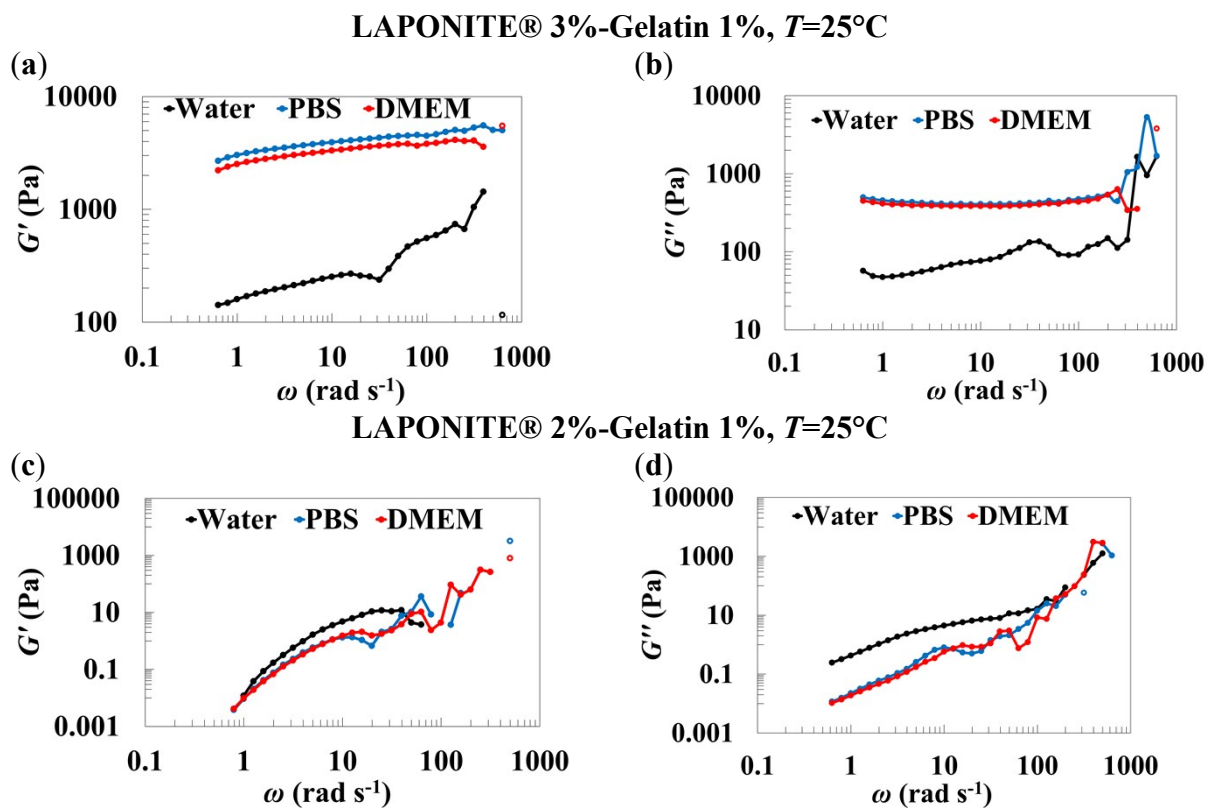 LAPONITE® 3%-Gelatin 1%, T=25°C
(a)
(b)
Water PBS DMEM
10000
1000
100
G′ (Pa)
0.1 1 10 100 1000
ω (rad s-1)
Water PBS DMEM
10000
1000
100
10
G′′ (Pa)
0.1 1 10 100 1000
ω (rad s-1)
LAPONITE® 2%-Gelatin 1%, T=25°C
(c)
(d)
Water PBS DMEM
100000
1000
10
0.1
0.001
G′ (Pa)
0.1 1 10 100 1000
ω (rad s-1)
Water PBS DMEM
100000
1000
10
0.1
0.001
G′′ (Pa)
0.1 1 10 100 1000
ω (rad s-1)